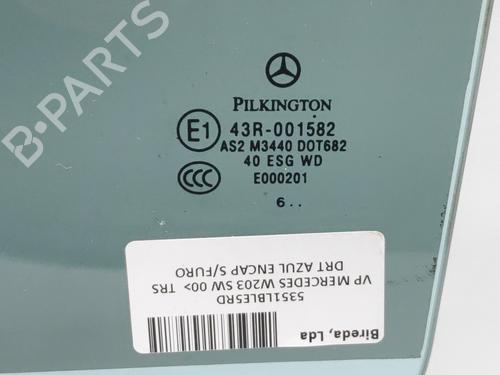 PILKINGTON
E1 43R-001582
AS2 M3440 DOT682
40 ESG WD
CCC E000201
6..
Bireda, Lda
5351LBLE5RD
VP MERCEDES W203 SW 00> TRS
DRT AZUL ENCAP S/FURO
B-PARTS